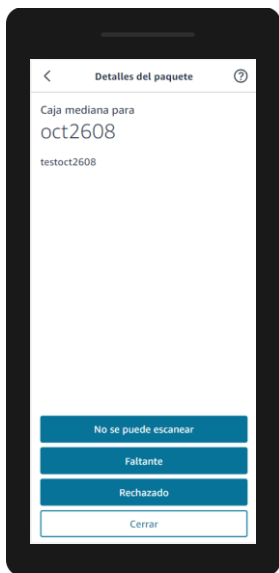 Detalles del paquete
Caja mediana para
oct2608
testoct2608
No se puede escanear
Faltante
Rechazado
Cerrar